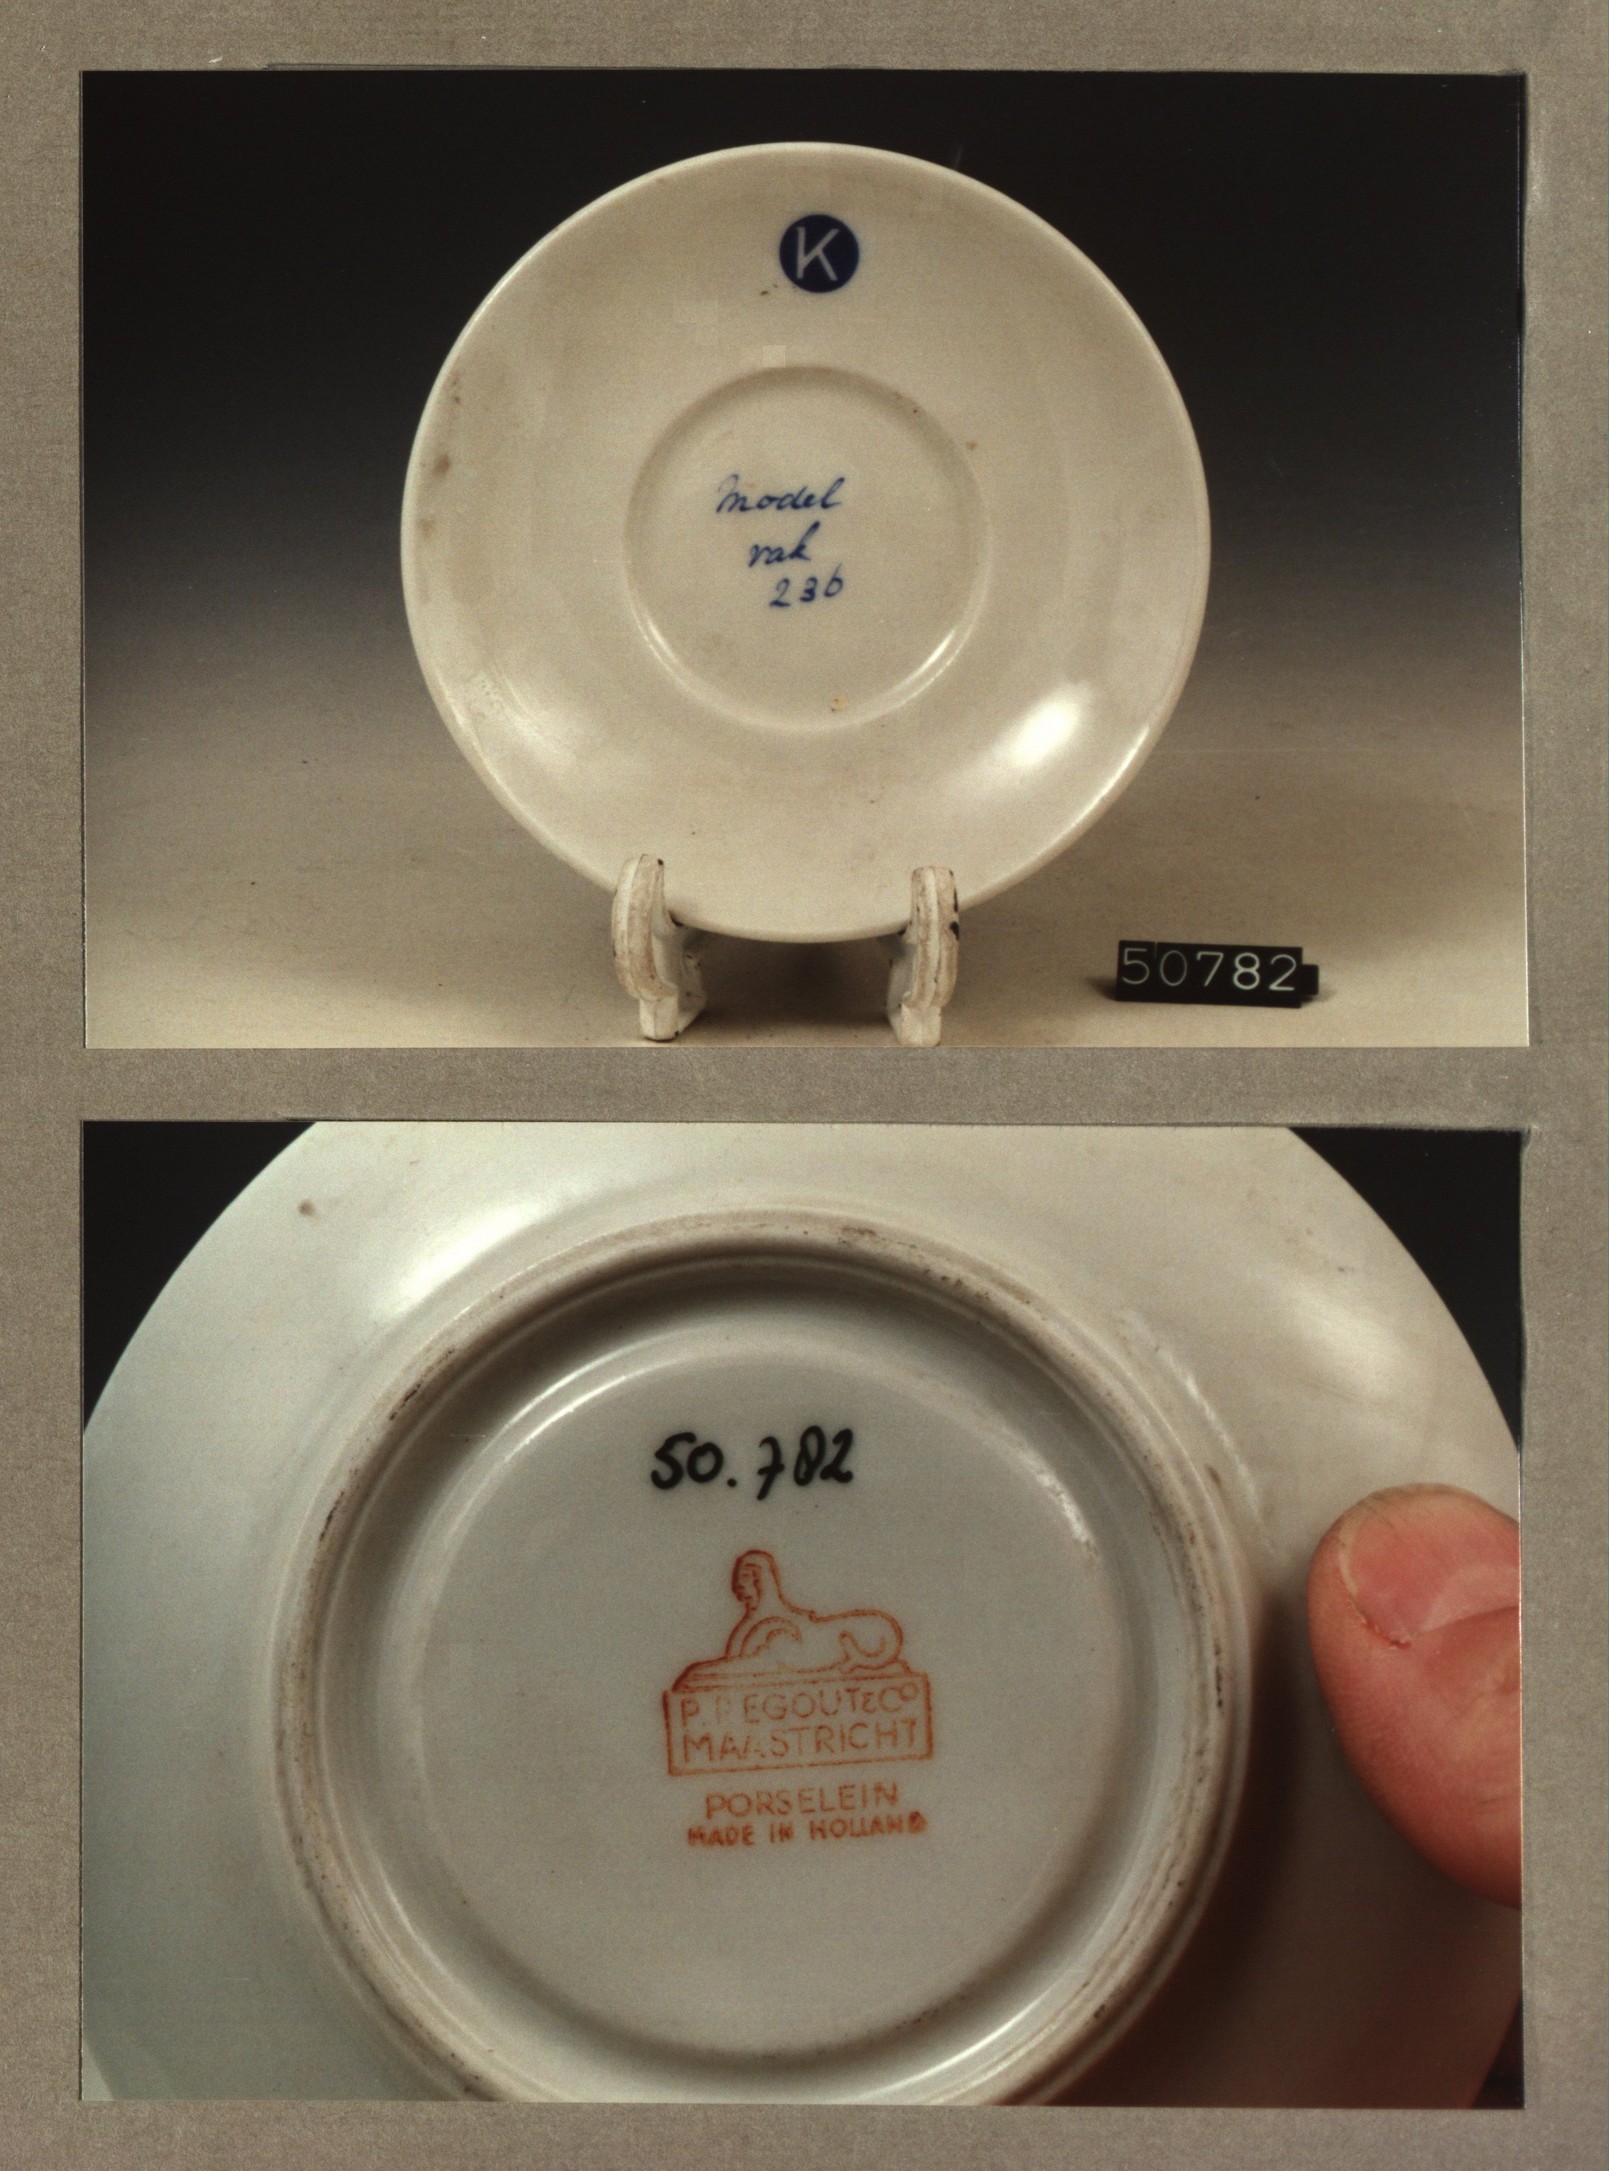 K
Model
vak
236
50782
50.782
P. REGOUT & Co
MAASTRICHT
PORSELEIN
MADE IN HOLLAND